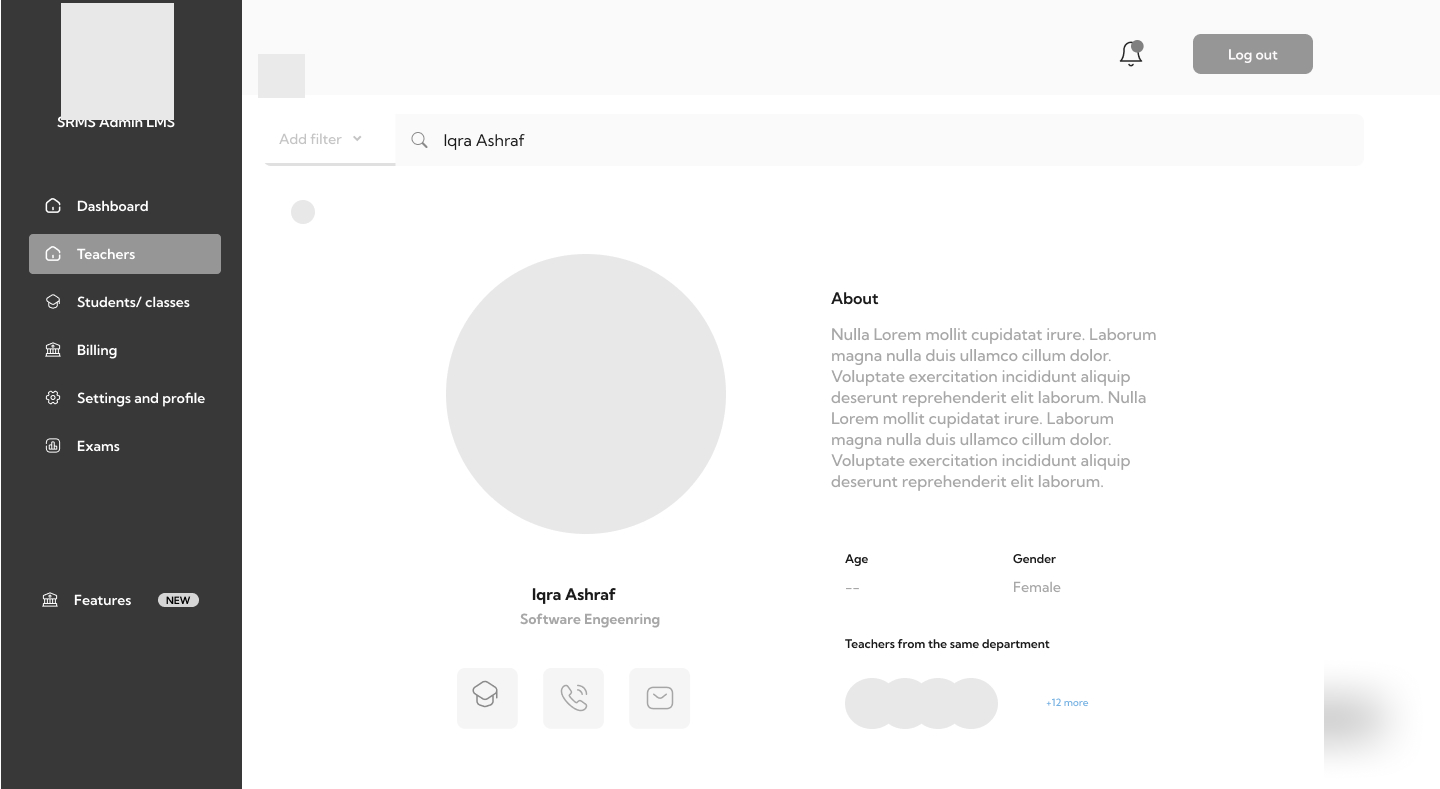 SRMS Admin LMS
Dashboard
Teachers
Students/ classes
Billing
Settings and profile
Exams
Features NEW
Log out
Add filter
Iqra Ashraf
Iqra Ashraf
Software Engeenring
About
Nulla Lorem mollit cupidatat irure. Laborum
magna nulla duis ullamco cillum dolor.
Voluptate exercitation incididunt aliquip
deserunt reprehenderit elit laborum. Nulla
Lorem mollit cupidatat irure. Laborum
magna nulla duis ullamco cillum dolor.
Voluptate exercitation incididunt aliquip
deserunt reprehenderit elit laborum.
Age Gender
-- Female
Teachers from the same department
+12 more